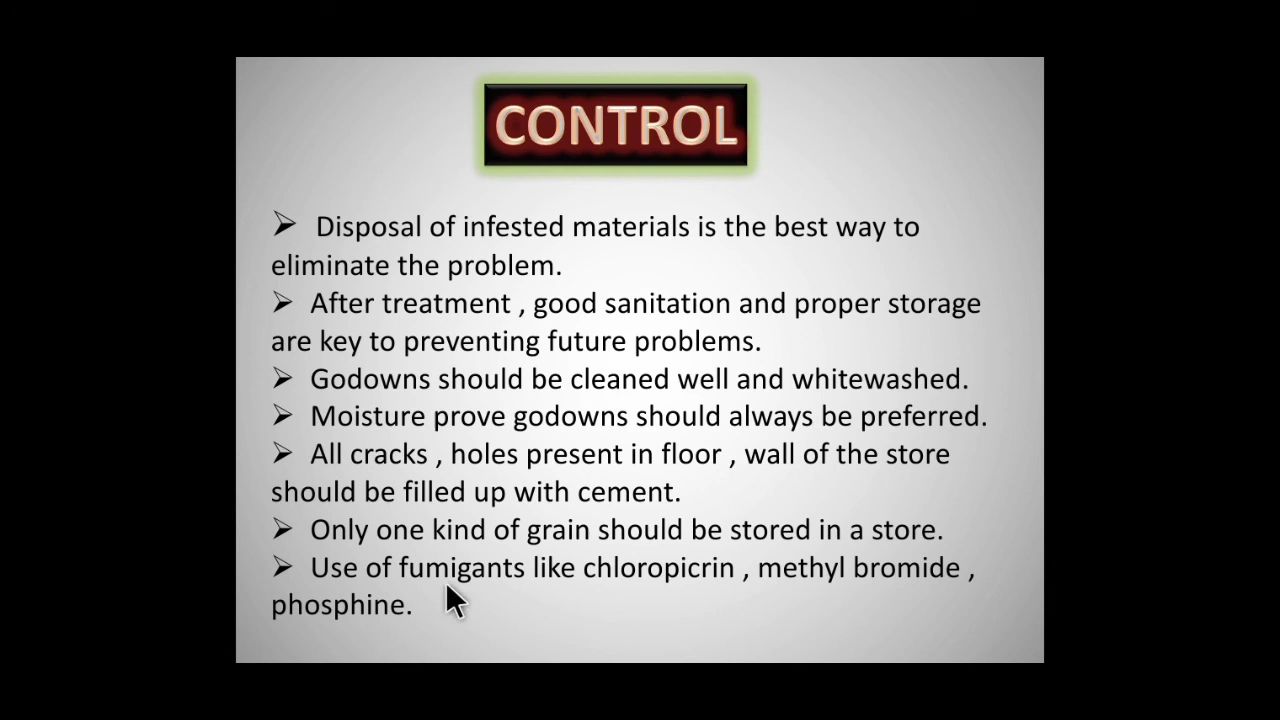 CONTROL
➢ Disposal of infested materials is the best way to
eliminate the problem.
➢ After treatment , good sanitation and proper storage
are key to preventing future problems.
➢ Godowns should be cleaned well and whitewashed.
➢ Moisture prove godowns should always be preferred.
➢ All cracks , holes present in floor , wall of the store
should be filled up with cement.
➢ Only one kind of grain should be stored in a store.
➢ Use of fumigants like chloropicrin , methyl bromide ,
phosphine.